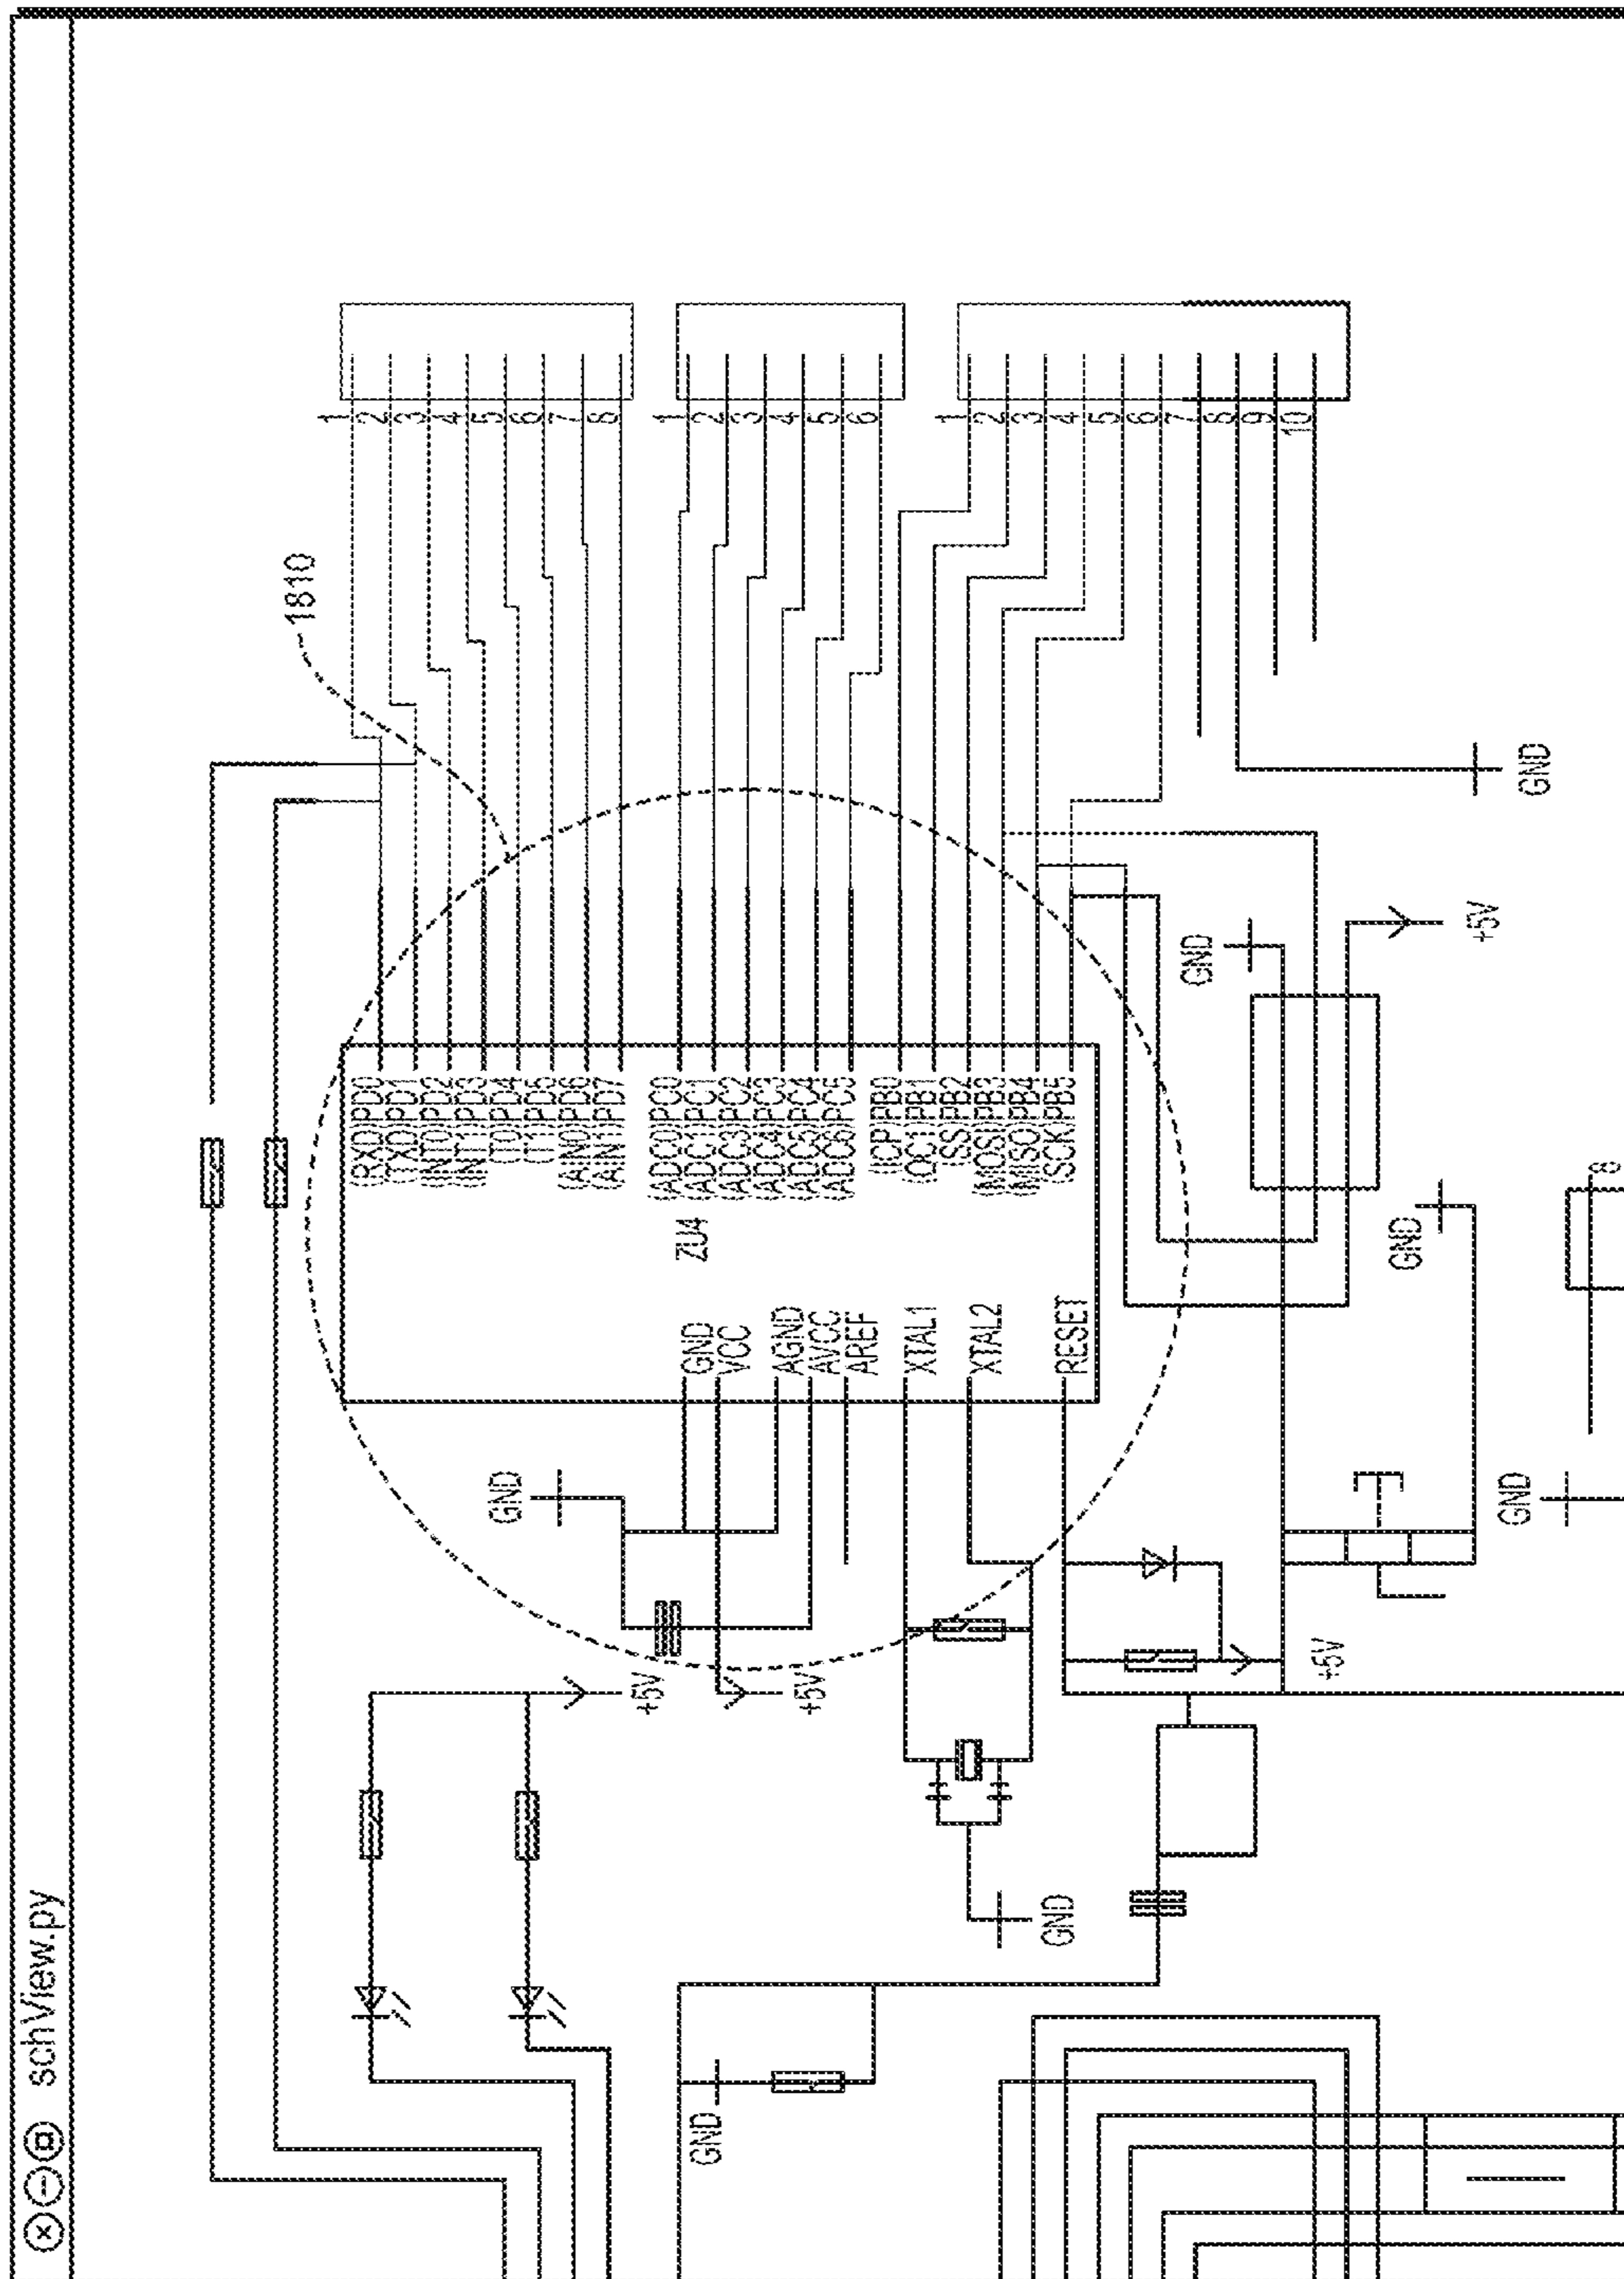 schView.py
1810
1
2
3
4
5
6
7
8
(RXD)PD0
(TXD)PD1
(INT0)PD2
(INT1)PD3
(T0)PD4
(T1)PD5
(AIN0)PD6
(AIN1)PD7
GND
+5V
ZU4
GND
VCC
AGND
AVCC
AREF
XTAL1
XTAL2
RESET
(ADC0)PC0
(ADC1)PC1
(ADC3)PC2
(ADC4)PC3
(ADC5)PC4
(ADC6)PC5
1
2
3
4
5
6
(ICP)PB0
(OC1)PB1
(SS)PB2
(MOSI)PB3
(MISO)PB4
(SCK)PB5
1
2
3
4
5
6
7
8
9
10
GND
+5V
GND
GND
+5V
GND
+5V
GND
GND
8